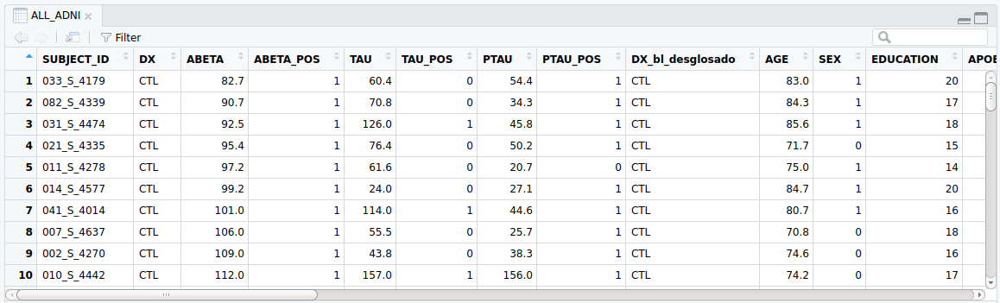 ALL_ADNI
Filter
SUBJECT_ID DX ABETA ABETA_POS TAU TAU_POS PTAU PTAU_POS DX_bl_desglosado AGE SEX EDUCATION APOE
1 033_S_4179 CTL 82.7 1 60.4 0 54.4 1 CTL 83.0 1 20
2 082_S_4339 CTL 90.7 1 70.8 0 34.3 1 CTL 84.3 1 17
3 031_S_4474 CTL 92.5 1 126.0 1 45.8 1 CTL 85.6 1 18
4 021_S_4335 CTL 95.4 1 76.4 0 50.2 1 CTL 71.7 0 15
5 011_S_4278 CTL 97.2 1 61.6 0 20.7 0 CTL 75.0 1 14
6 014_S_4577 CTL 99.2 1 24.0 0 27.1 1 CTL 84.7 1 20
7 041_S_4014 CTL 101.0 1 114.0 1 44.6 1 CTL 80.7 1 16
8 007_S_4637 CTL 106.0 1 55.5 0 25.7 1 CTL 70.8 0 18
9 002_S_4270 CTL 109.0 1 43.8 0 38.3 1 CTL 74.6 0 16
10 010_S_4442 CTL 112.0 1 157.0 1 156.0 1 CTL 74.2 0 17